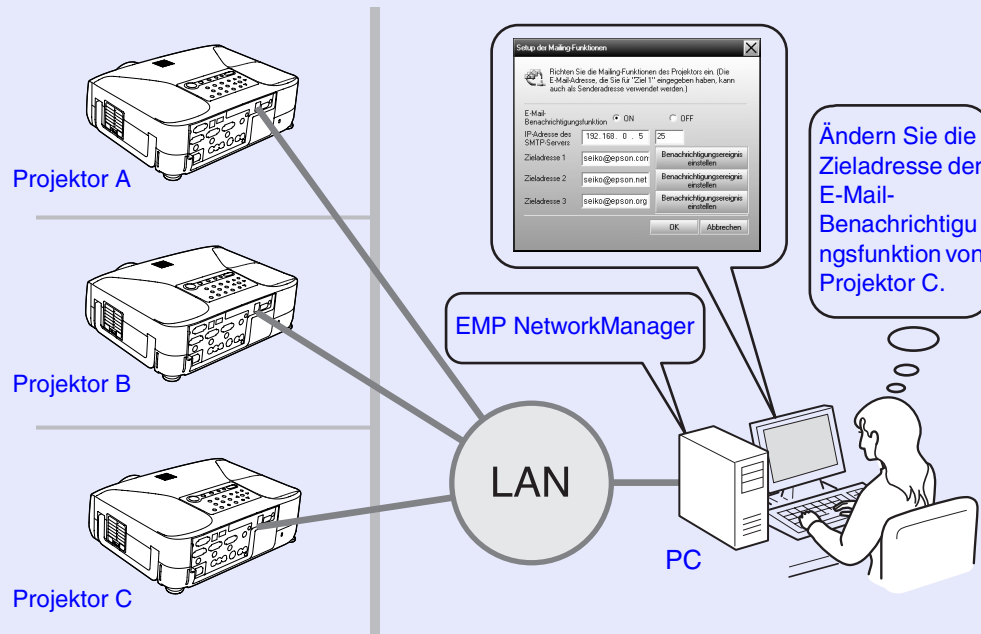 Setup der Mailing-Funktionen
Richten Sie die Mailing-Funktionen des Projektors ein. (Die
E-Mail-Adresse, die Sie für "Ziel 1" eingegeben haben, kann
auch als Senderadresse verwendet werden.)
E-Mail-
Benachrichtigungsfunktion ON OFF
IP-Adresse des
SMTP-Servers 192. 168. 0 . 5 25
Zieladresse 1 seiko@epson.com Benachrichtigungsereignis
einstellen
Zieladresse 2 seiko@epson.net Benachrichtigungsereignis
einstellen
Zieladresse 3 seiko@epson.org Benachrichtigungsereignis
einstellen
OK Abbrechen
Ändern Sie die
Zieladresse der
E-Mail-
Benachrichtigu
ngsfunktion von
Projektor C.
Projektor A
EMP NetworkManager
Projektor B
LAN
PC
Projektor C